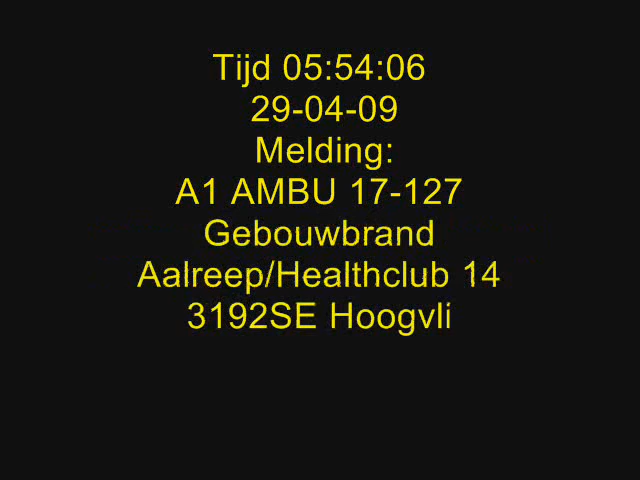 Tijd 05:54:06
29-04-09
Melding:
A1 AMBU 17-127
Gebouwbrand
Aalreep/Healthclub 14
3192SE Hoogvli